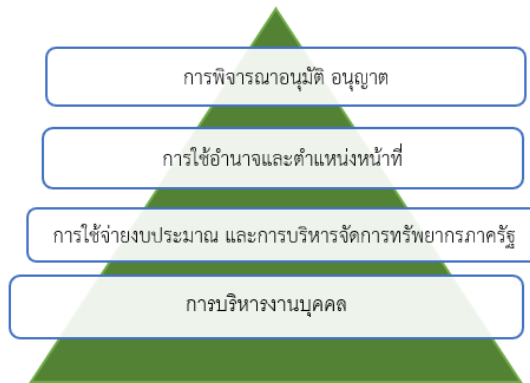 การพิจารณาอนุมัติ อนุญาต
การใช้อำนาจและตำแหน่งหน้าที่
การใช้จ่ายงบประมาณ และการบริหารจัดการทรัพยากรภาครัฐ
การบริหารงานบุคคล